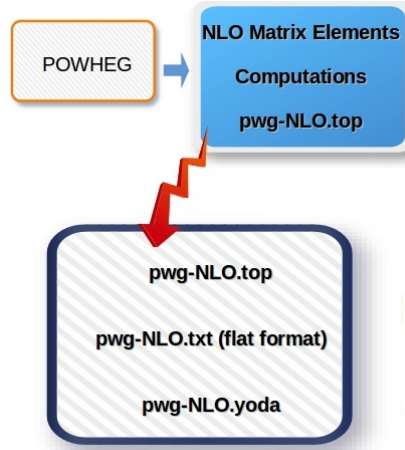 POWHEG
NLO Matrix Elements
Computations
pwg-NLO.top
pwg-NLO.top
pwg-NLO.txt (flat format)
pwg-NLO.yoda